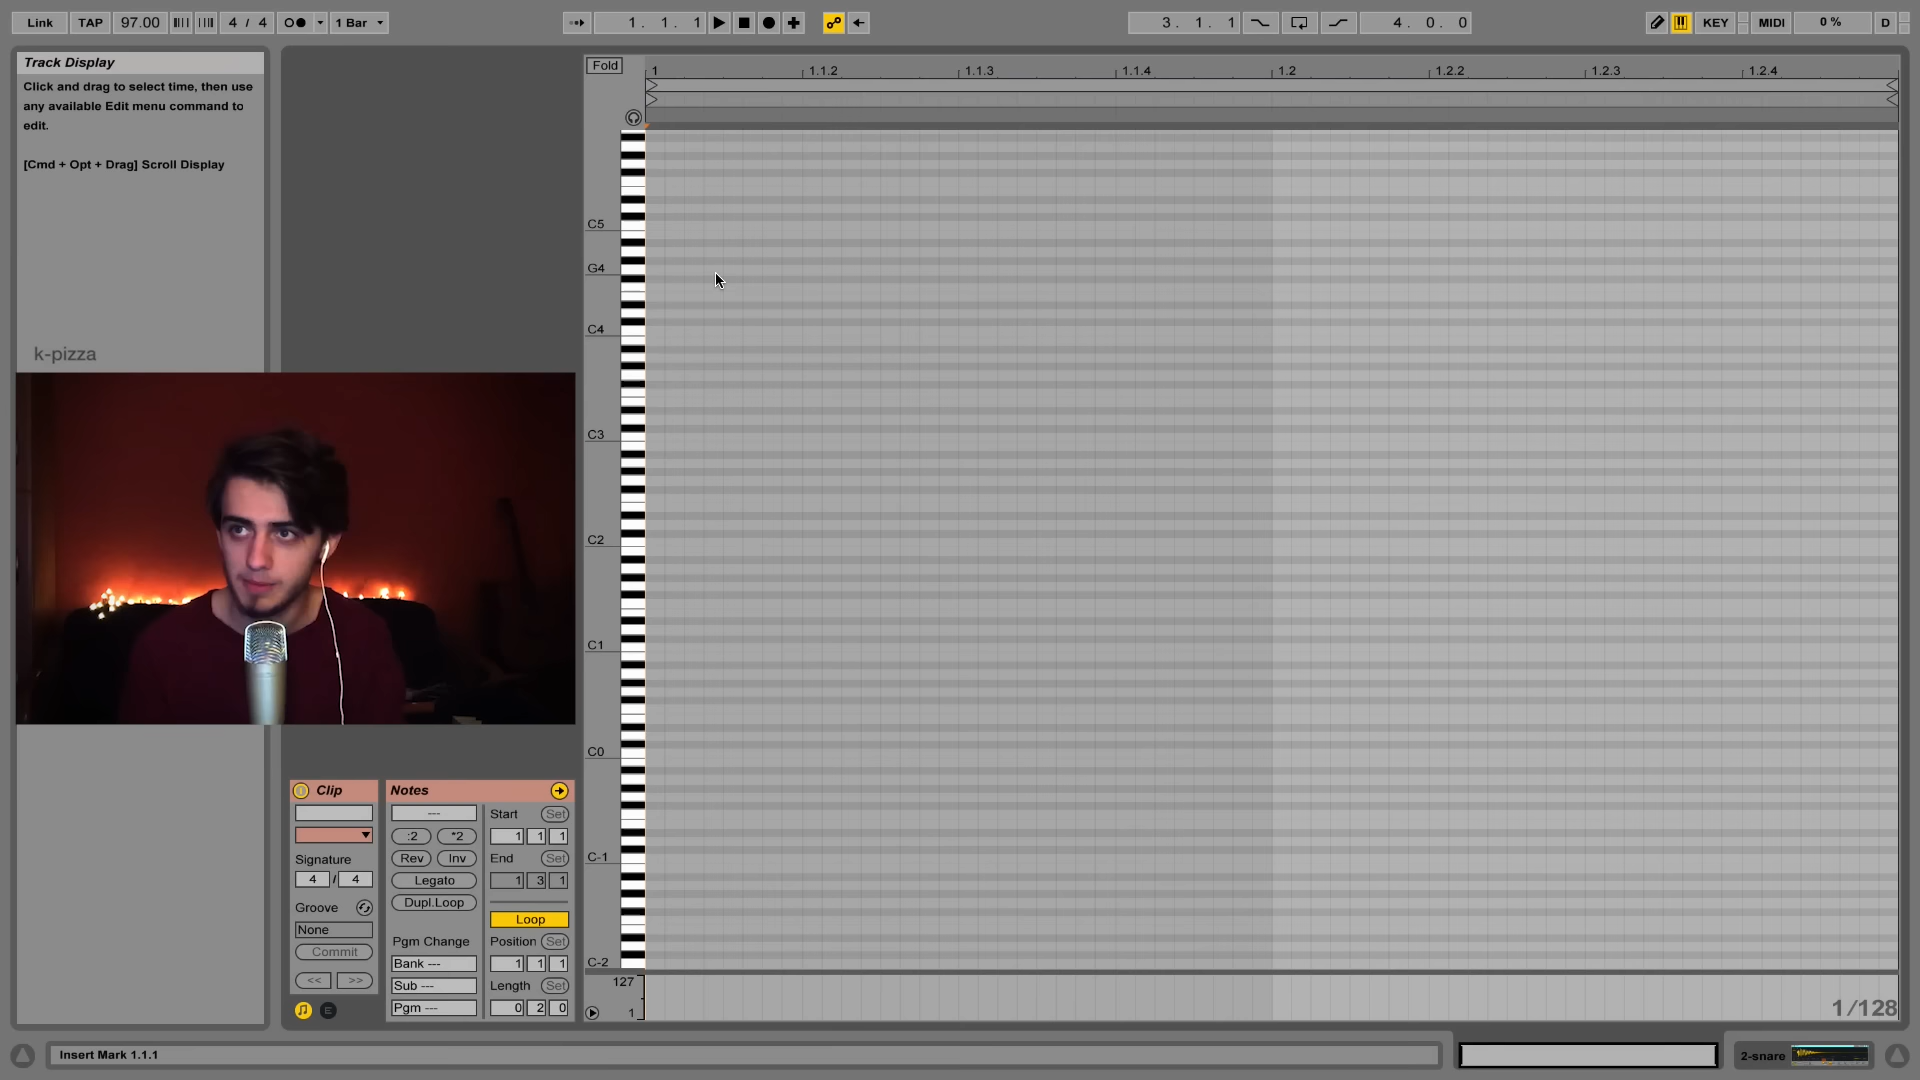 Link TAP 97.00 4 / 4 1 Bar 1. 1. 1 3. 1. 1 4. 0. 0 KEY MIDI 0 % D
Track Display
Click and drag to select time, then use
any available Edit menu command to
edit.
[Cmd + Opt + Drag] Scroll Display
k-pizza
Fold
1 1.1.2 1.1.3 1.1.4 1.2 1.2.2 1.2.3 1.2.4
C5
G4
C4
C3
C2
C1
C0
C-1
C-2
127
1
1/128
Clip
Signature
4 / 4
Groove
None
Commit
<< >>
Notes
---
:2 *2
Rev Inv
Legato
Dupl.Loop
Pgm Change
Bank ---
Sub ---
Pgm ---
Start Set
1 1 1
End Set
1 3 1
Loop
Position Set
1 1 1
Length Set
0 2 0
E
Insert Mark 1.1.1
2-snare